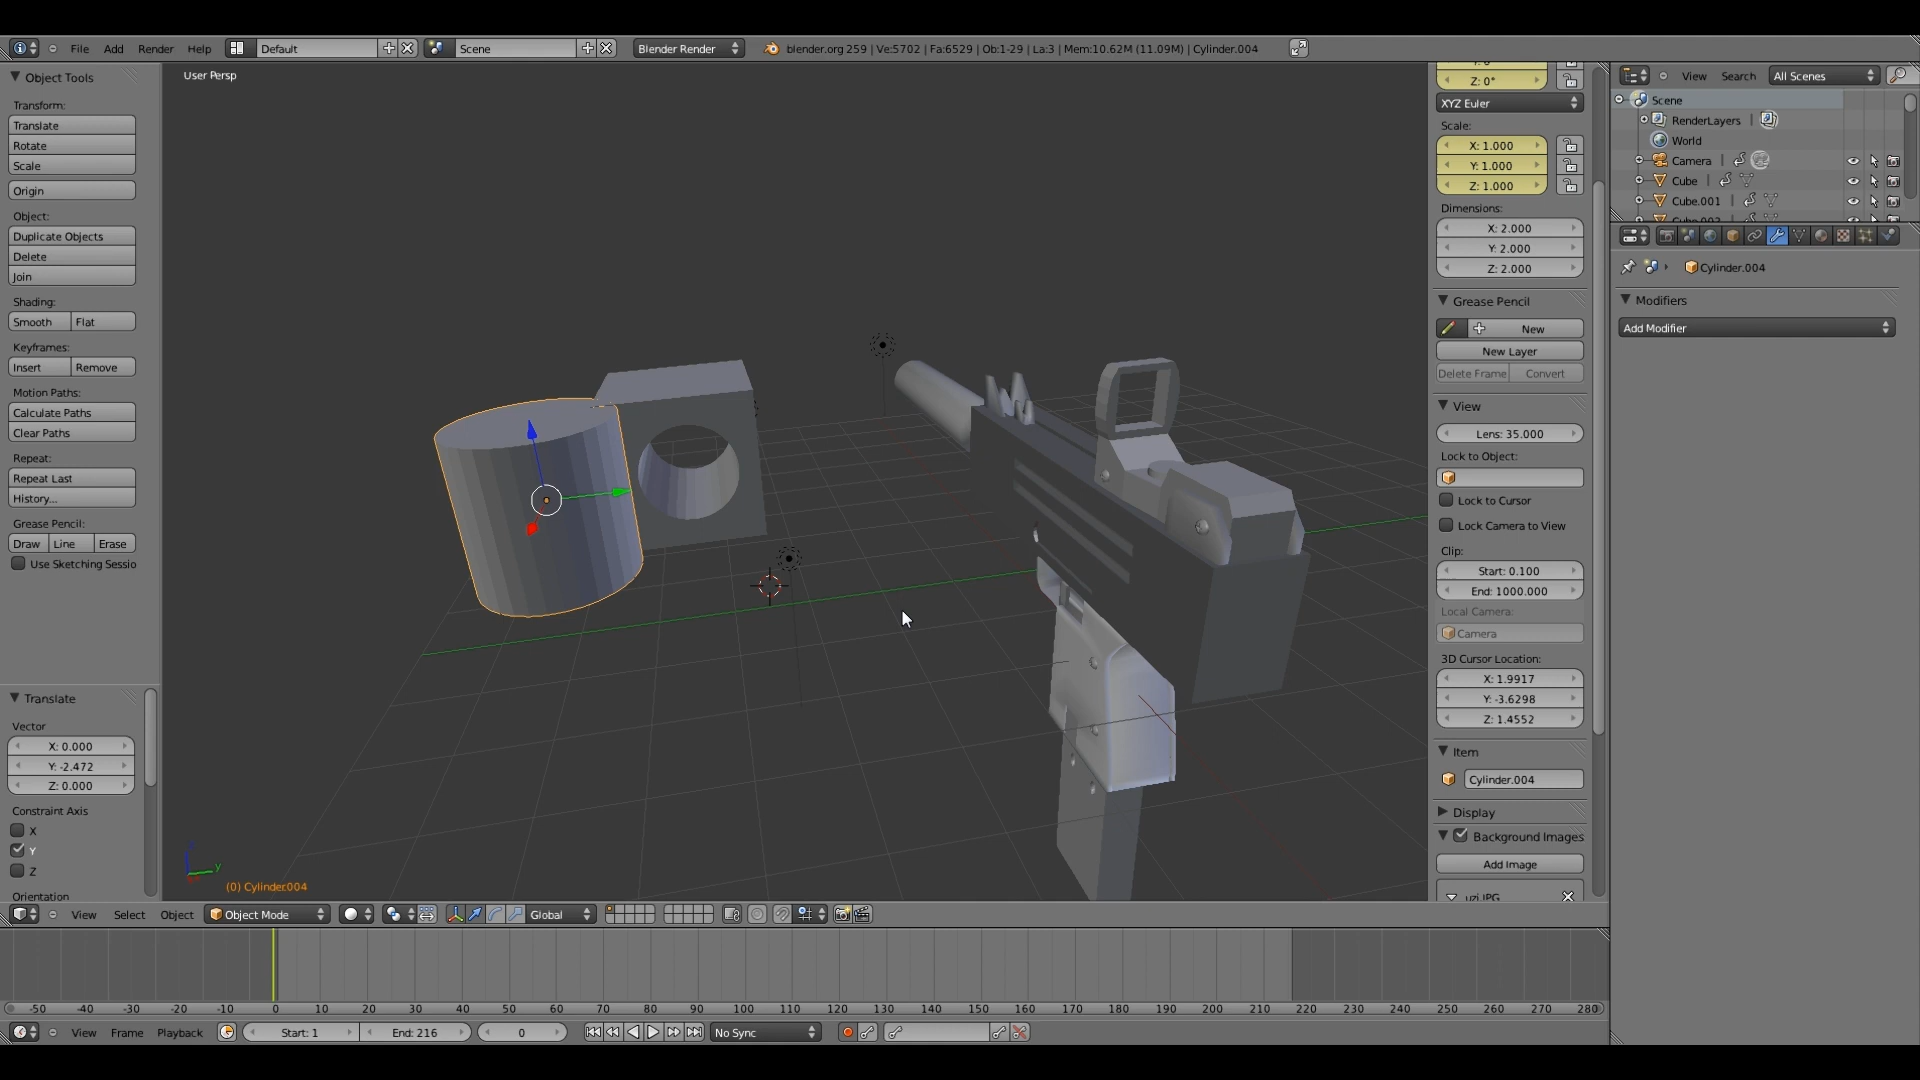 File Add Render Help Default Scene Blender Render blender.org 259 | Ve:5702 | Fa:6529 | Ob:1-29 | La:3 | Mem:10.62M (11.09M) | Cylinder.004
Object Tools
Transform:
Translate
Rotate
Scale
Origin
Object:
Duplicate Objects
Delete
Join
Shading:
Smooth Flat
Keyframes:
Insert Remove
Motion Paths:
Calculate Paths
Clear Paths
Repeat:
Repeat Last
History...
Grease Pencil:
Draw Line Erase
Use Sketching Sessio
Translate
Vector
X: 0.000
Y: -2.472
Z: 0.000
Constraint Axis
X
Y
Z
Orientation
User Persp
y
(0) Cylinder.004
Z: 0°
XYZ Euler
Scale:
X: 1.000
Y: 1.000
Z: 1.000
Dimensions:
X: 2.000
Y: 2.000
Z: 2.000
Grease Pencil
New
New Layer
Delete Frame Convert
View
Lens: 35.000
Lock to Object:
Lock to Cursor
Lock Camera to View
Clip:
Start: 0.100
End: 1000.000
Local Camera:
Camera
3D Cursor Location:
X: 1.9917
Y: -3.6298
Z: 1.4552
Item
Cylinder.004
Display
Background Images
Add Image
uzi.JPG
View Search All Scenes
Scene
RenderLayers |
World
Camera |
Cube |
Cube.001 |
Cube.002
Cylinder.004
Modifiers
Add Modifier
View Select Object Object Mode Global
-50 -40 -30 -20 -10 0 10 20 30 40 50 60 70 80 90 100 110 120 130 140 150 160 170 180 190 200 210 220 230 240 250 260 270 280
View Frame Playback Start: 1 End: 216 0 No Sync